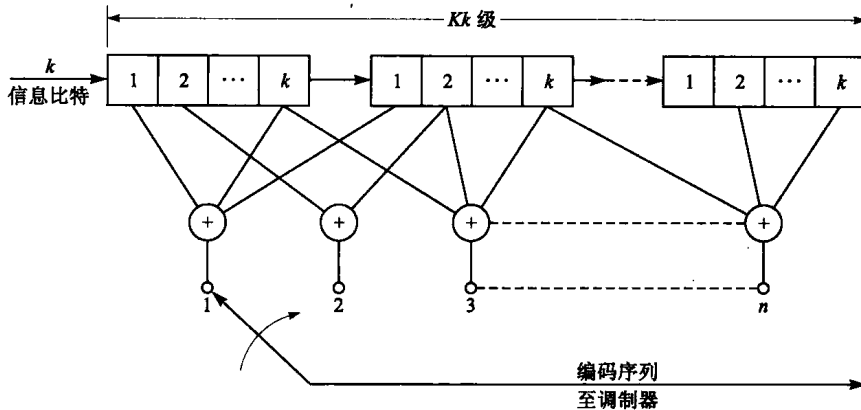 Kk 级
k
信息比特
1 2 ··· k
1 2 ··· k
1 2 ··· k
+ + + +
1 2 3 n
编码序列
至调制器